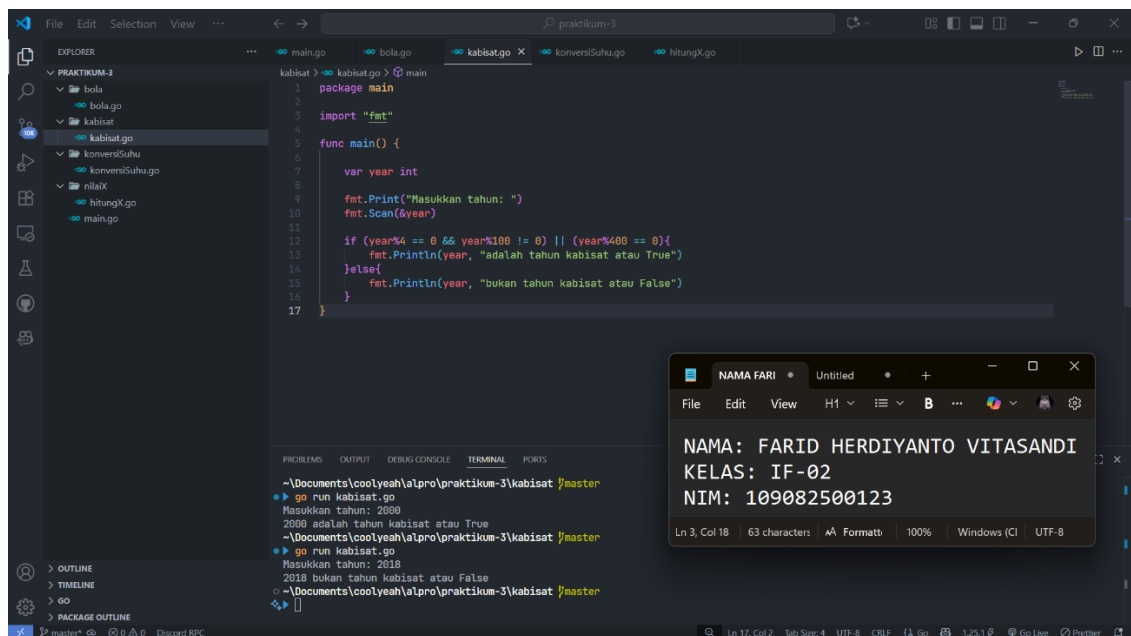 File Edit Selection View ··· praktikum-3
EXPLORER ···
PRAKTIKUM-3
bola
bola.go
kabisat
kabisat.go
konversiSuhu
konversiSuhu.go
nilaiX
hitungX.go
main.go
10K
OUTLINE
TIMELINE
GO
PACKAGE OUTLINE
main.go bola.go kabisat.go konversiSuhu.go hitungX.go
kabisat > kabisat.go > main
1 package main
2
3 import "fmt"
4
5 func main() {
6
7 var year int
8
9 fmt.Print("Masukkan tahun: ")
10 fmt.Scan(&year)
11
12 if (year%4 == 0 && year%100 != 0) || (year%400 == 0){
13 fmt.Println(year, "adalah tahun kabisat atau True")
14 }else{
15 fmt.Println(year, "bukan tahun kabisat atau False")
16 }
17 }
PROBLEMS OUTPUT DEBUG CONSOLE TERMINAL PORTS
~\Documents\coolyeah\alpro\praktikum-3\kabisat master
go run kabisat.go
Masukkan tahun: 2000
2000 adalah tahun kabisat atau True
~\Documents\coolyeah\alpro\praktikum-3\kabisat master
go run kabisat.go
Masukkan tahun: 2018
2018 bukan tahun kabisat atau False
~\Documents\coolyeah\alpro\praktikum-3\kabisat master
NAMA FARI Untitled
File Edit View H1 B ···
NAMA: FARID HERDIYANTO VITASANDI
KELAS: IF-02
NIM: 109082500123
Ln 3, Col 18 63 characters Formatt 100% Windows (Cl UTF-8
master* 0 0 0 Discord RPC Ln 17, Col 2 Tab Size: 4 UTF-8 CRLF Go 1.25.1 Go Live Prettier